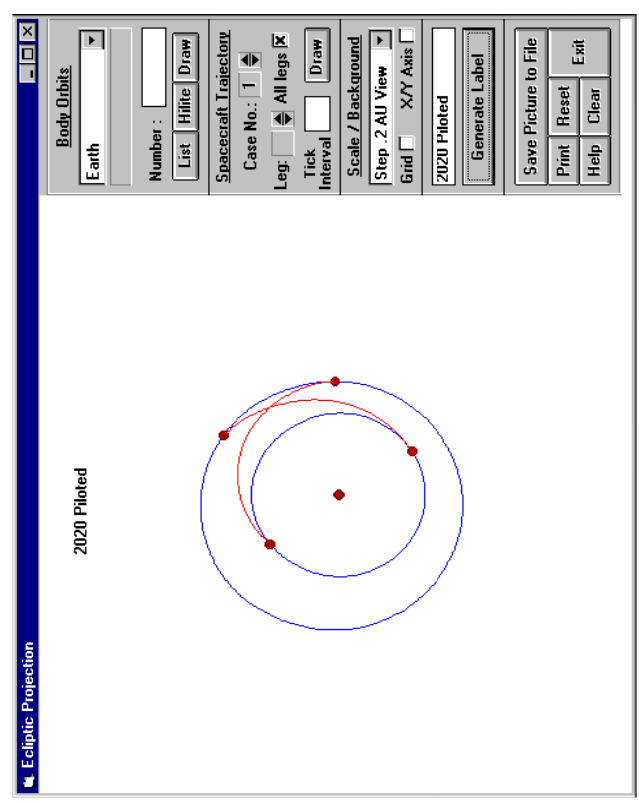 Ecliptic Projection
2020 Piloted
Body Orbits
Earth
Number :
List Hilite Draw
Spacecraft Trajectory
Case No.: 1
Leg: All legs
Tick
Interval Draw
Scale / Background
Step .2 AU View
Grid X/Y Axis
2020 Piloted
Generate Label
Save Picture to File
Print Reset Exit
Help Clear